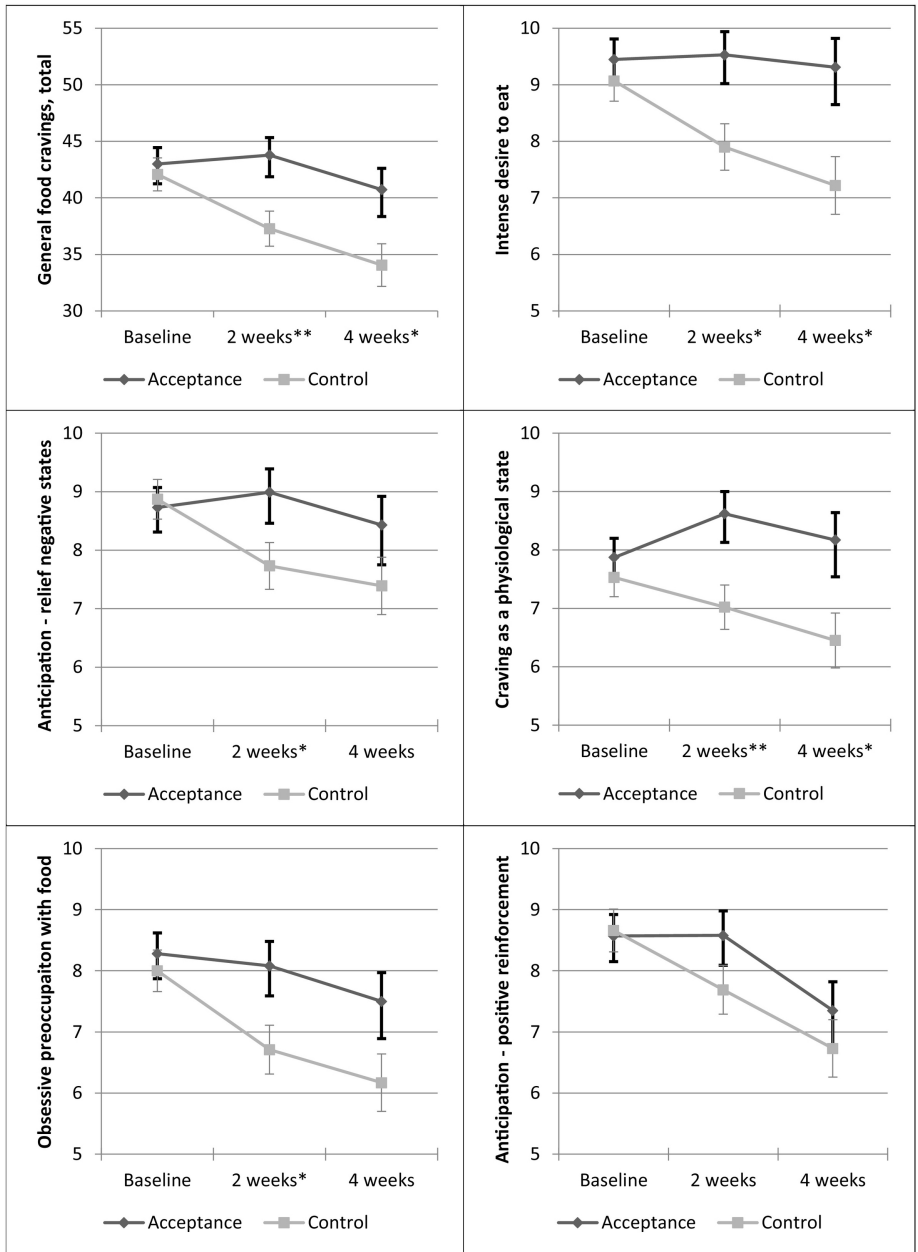 General food cravings, total
55
50
45
40
35
30
Baseline 2 weeks** 4 weeks*
Acceptance Control
Intense desire to eat
10
9
8
7
6
5
Baseline 2 weeks* 4 weeks*
Acceptance Control
Anticipation - relief negative states
10
9
8
7
6
5
Baseline 2 weeks* 4 weeks
Acceptance Control
Craving as a physiological state
10
9
8
7
6
5
Baseline 2 weeks** 4 weeks*
Acceptance Control
Obsessive preoccupaiton with food
10
9
8
7
6
5
Baseline 2 weeks* 4 weeks
Acceptance Control
Anticipation - positive reinforcement
10
9
8
7
6
5
Baseline 2 weeks 4 weeks
Acceptance Control